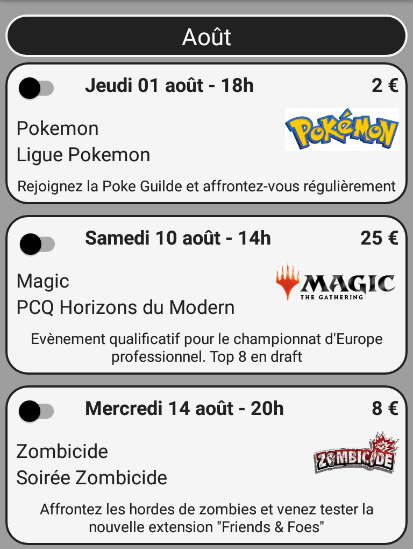 Août
Jeudi 01 août - 18h 2 €
Pokemon
POKéMON
Ligue Pokemon
Rejoignez la Poke Guilde et affrontez-vous régulièrement
Samedi 10 août - 14h 25 €
Magic
MAGIC
THE GATHERING
PCQ Horizons du Modern
Evènement qualificatif pour le championnat d'Europe
professionnel. Top 8 en draft
Mercredi 14 août - 20h 8 €
Zombicide
ZOMBICIDE
Soirée Zombicide
Affrontez les hordes de zombies et venez tester la
nouvelle extension "Friends & Foes"